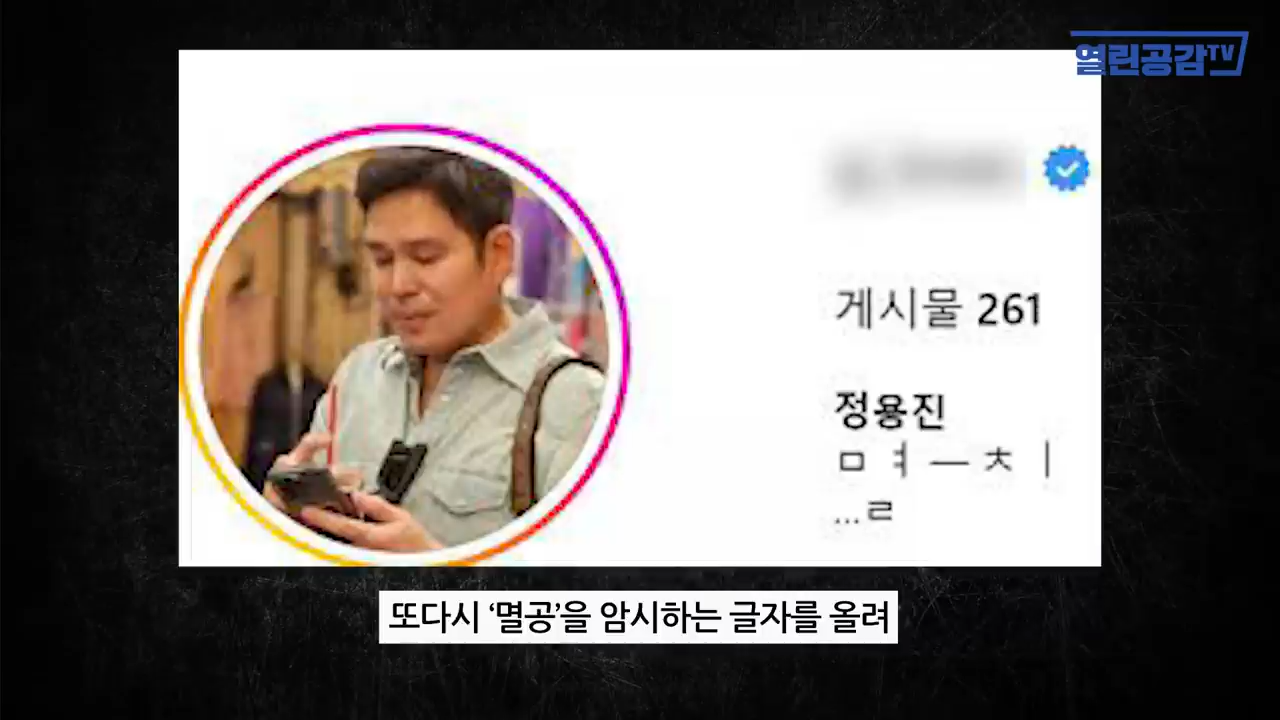 열린공감TV
게시물 261
정용진
ㅁ ㅕ ㅡ ㅊ ㅣ
...ㄹ
또다시 ‘멸공’을 암시하는 글자를 올려